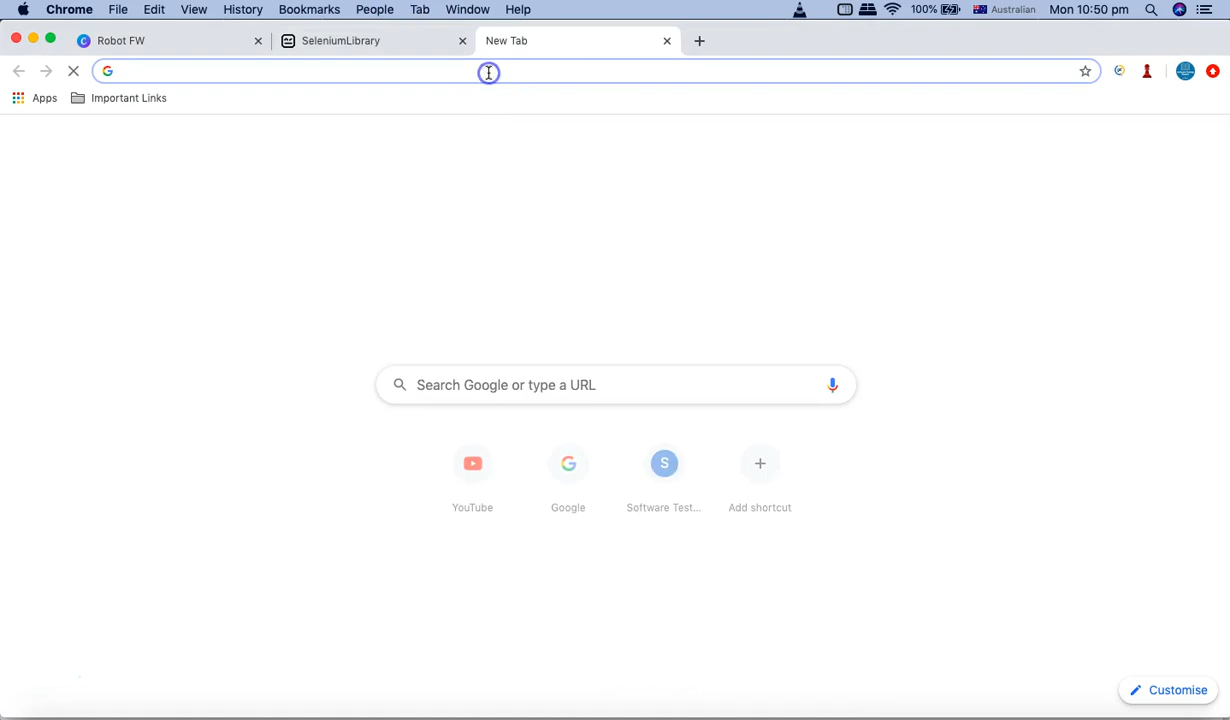 Chrome File Edit View History Bookmarks People Tab Window Help 100% Australian Mon 10:50 pm
Robot FW SeleniumLibrary New Tab
Apps Important Links
Search Google or type a URL
S
YouTube Google Software Test... Add shortcut
Customise